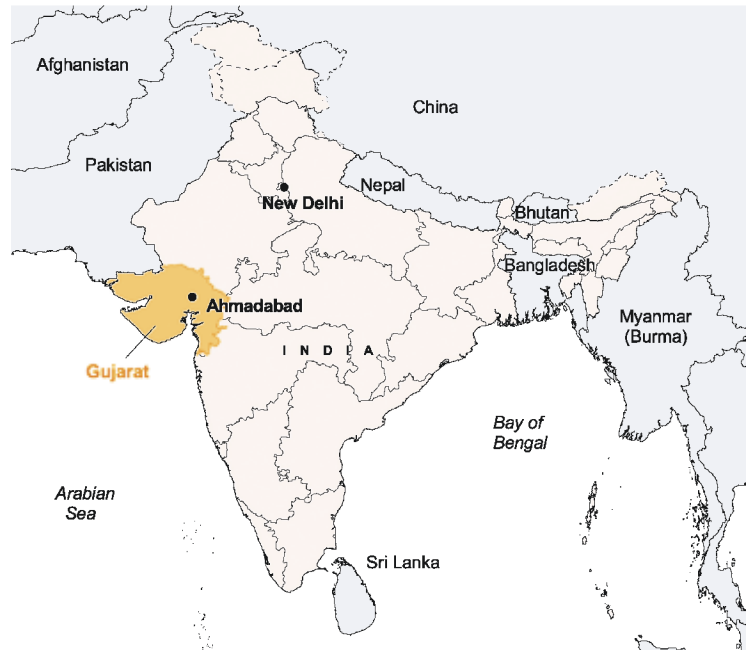 Afghanistan
China
Pakistan
Nepal
New Delhi
Bhutan
Bangladesh
Ahmadabad
Myanmar
(Burma)
I N D I A
Gujarat
Bay of
Bengal
Arabian
Sea
Sri Lanka